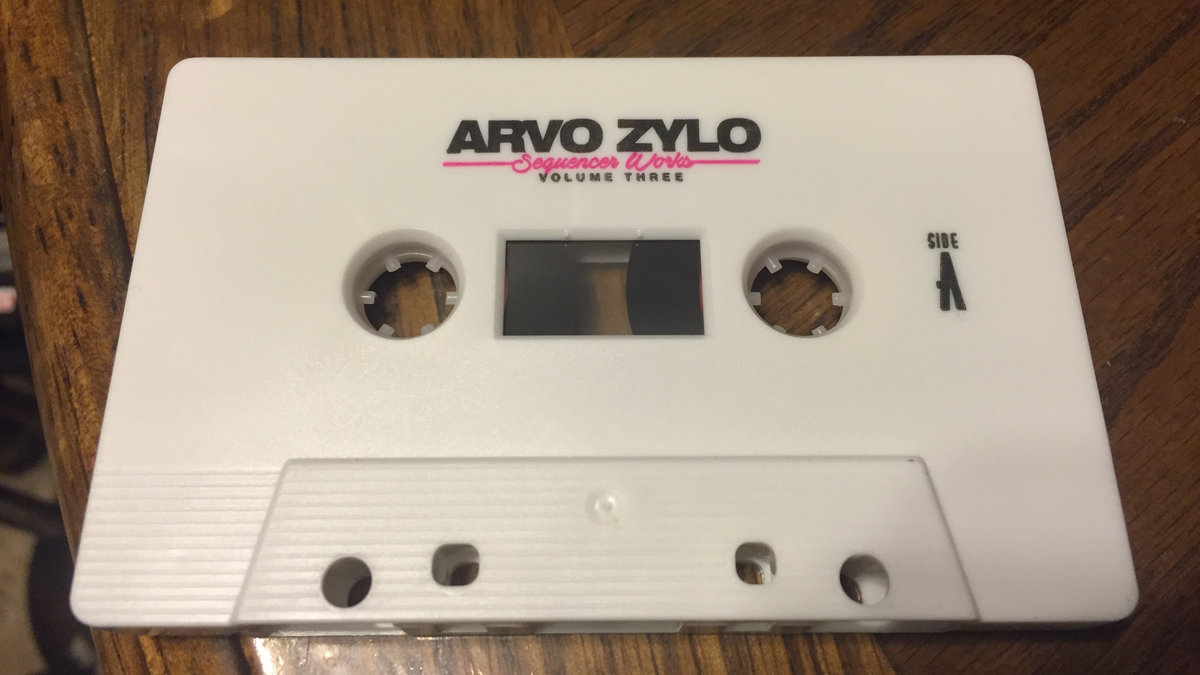 ARVO ZYLO
Sequencer Works
VOLUME THREE
SIDE
A